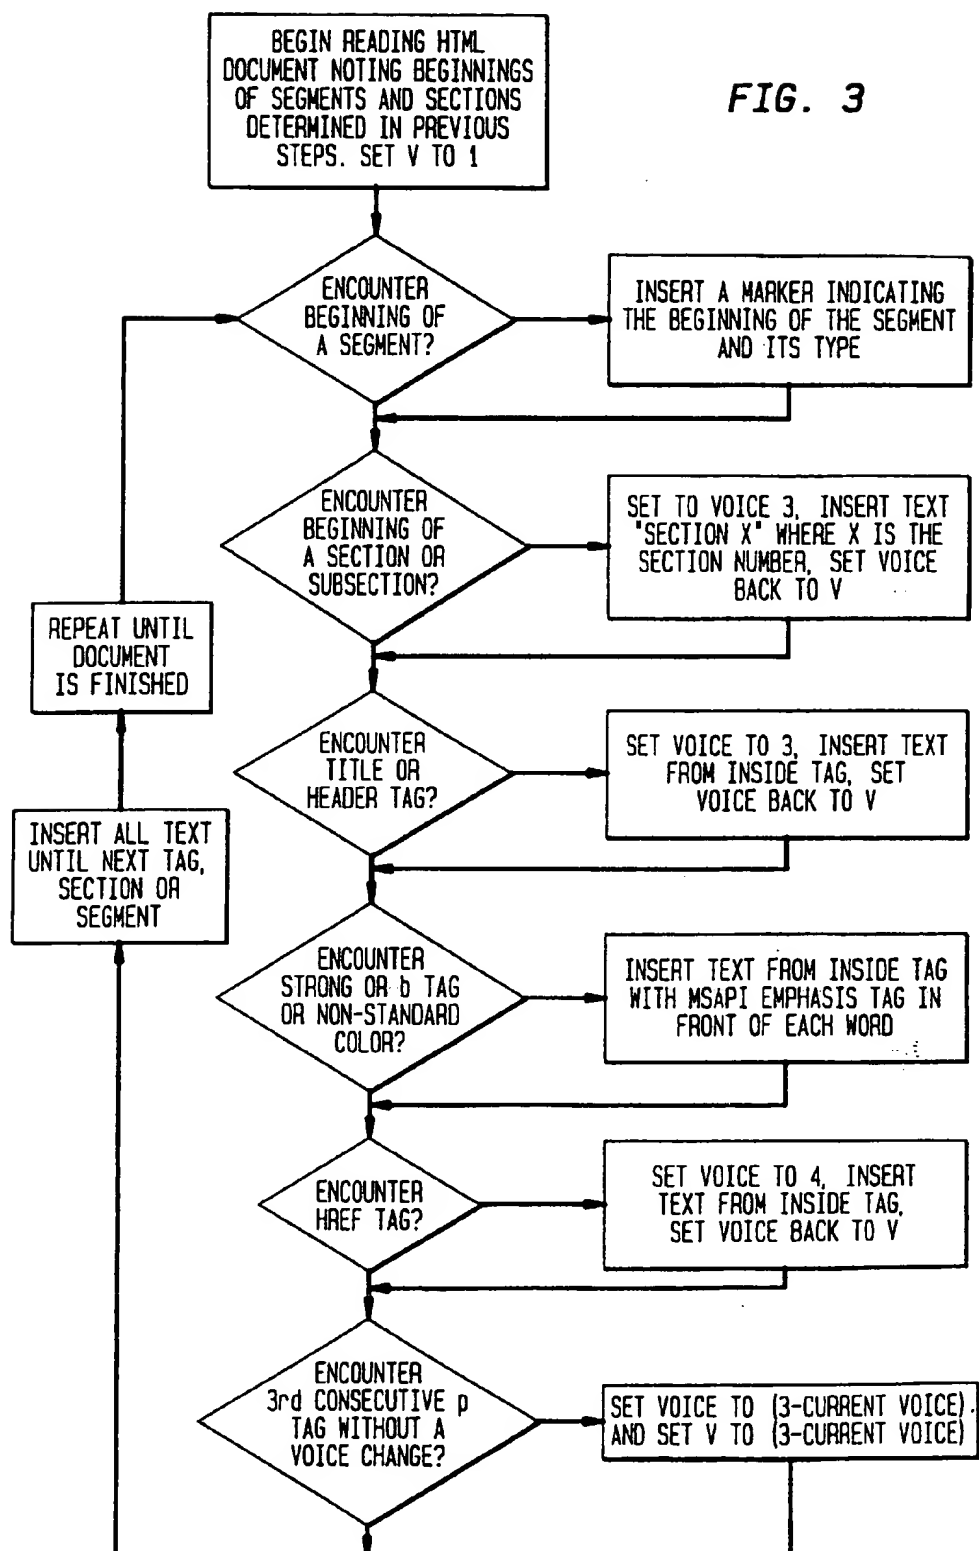 BEGIN READING HTML
DOCUMENT NOTING BEGINNINGS
OF SEGMENTS AND SECTIONS
DETERMINED IN PREVIOUS
STEPS. SET V TO 1
FIG. 3
ENCOUNTER
BEGINNING OF
A SEGMENT?
INSERT A MARKER INDICATING
THE BEGINNING OF THE SEGMENT
AND ITS TYPE
ENCOUNTER
BEGINNING OF
A SECTION OR
SUBSECTION?
SET TO VOICE 3, INSERT TEXT
"SECTION X" WHERE X IS THE
SECTION NUMBER, SET VOICE
BACK TO V
REPEAT UNTIL
DOCUMENT
IS FINISHED
ENCOUNTER
TITLE OR
HEADER TAG?
SET VOICE TO 3, INSERT TEXT
FROM INSIDE TAG, SET
VOICE BACK TO V
INSERT ALL TEXT
UNTIL NEXT TAG,
SECTION OR
SEGMENT
ENCOUNTER
STRONG OR b TAG
OR NON-STANDARD
COLOR?
INSERT TEXT FROM INSIDE TAG
WITH MSAPI EMPHASIS TAG IN
FRONT OF EACH WORD
ENCOUNTER
HREF TAG?
SET VOICE TO 4, INSERT
TEXT FROM INSIDE TAG,
SET VOICE BACK TO V
ENCOUNTER
3rd CONSECUTIVE p
TAG WITHOUT A
VOICE CHANGE?
SET VOICE TO (3-CURRENT VOICE).
AND SET V TO (3-CURRENT VOICE)